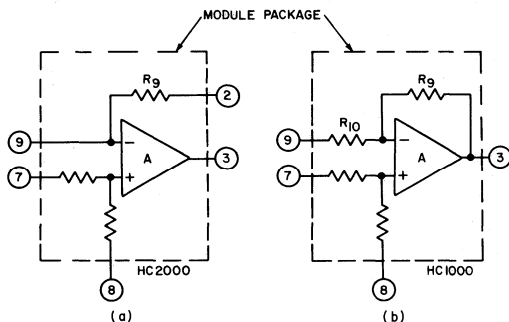 MODULE PACKAGE
R9
2
9
-
A
3
7
+
8
HC2000
(a)
R9
R10
9
-
A
3
7
+
8
HC1000
(b)